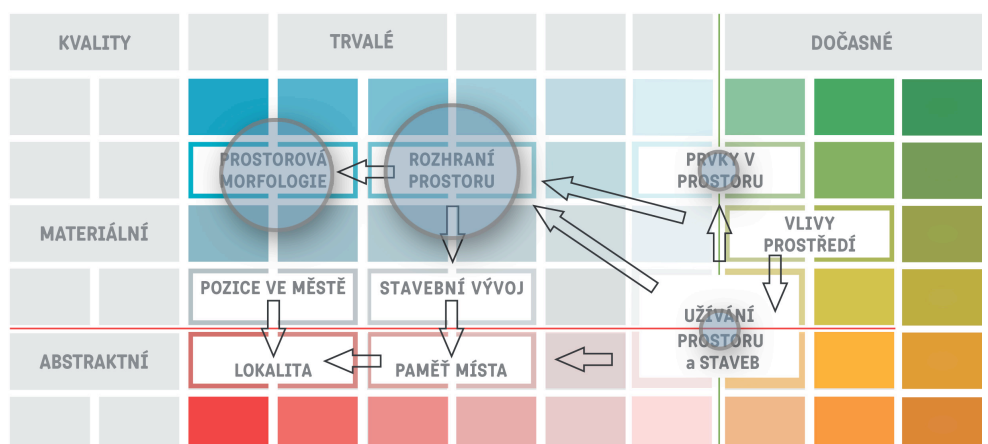 KVALITY
TRVALÉ
DOČASNÉ
PROSTOROVÁ
MORFOLOGIE
ROZHRANÍ
PROSTORU
PRVKY V
PROSTORU
MATERIÁLNÍ
VLIVY
PROSTŘEDÍ
POZICE VE MĚSTĚ
STAVEBNÍ VÝVOJ
UŽÍVÁNÍ
PROSTORU
a STAVEB
ABSTRAKTNÍ
LOKALITA
PAMĚŤ MÍSTA